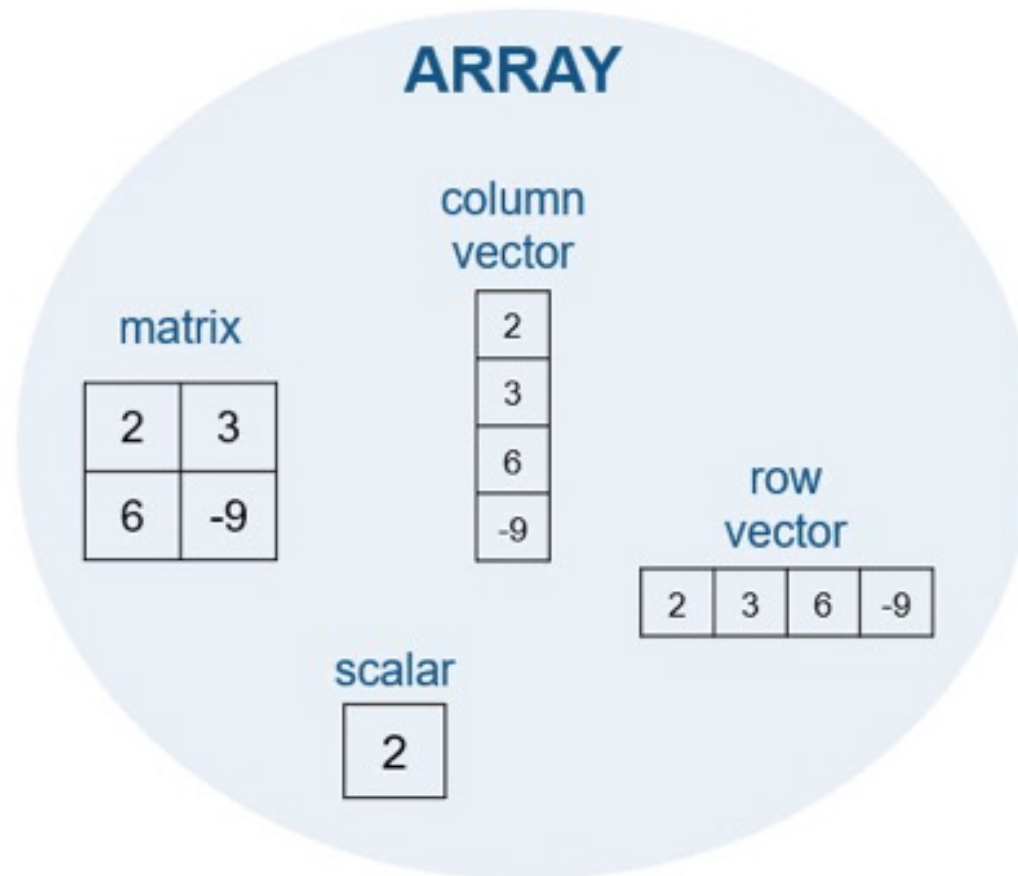 ARRAY
column
vector
2
3
6
-9
matrix
2 3
6 -9
row
vector
2 3 6 -9
scalar
2